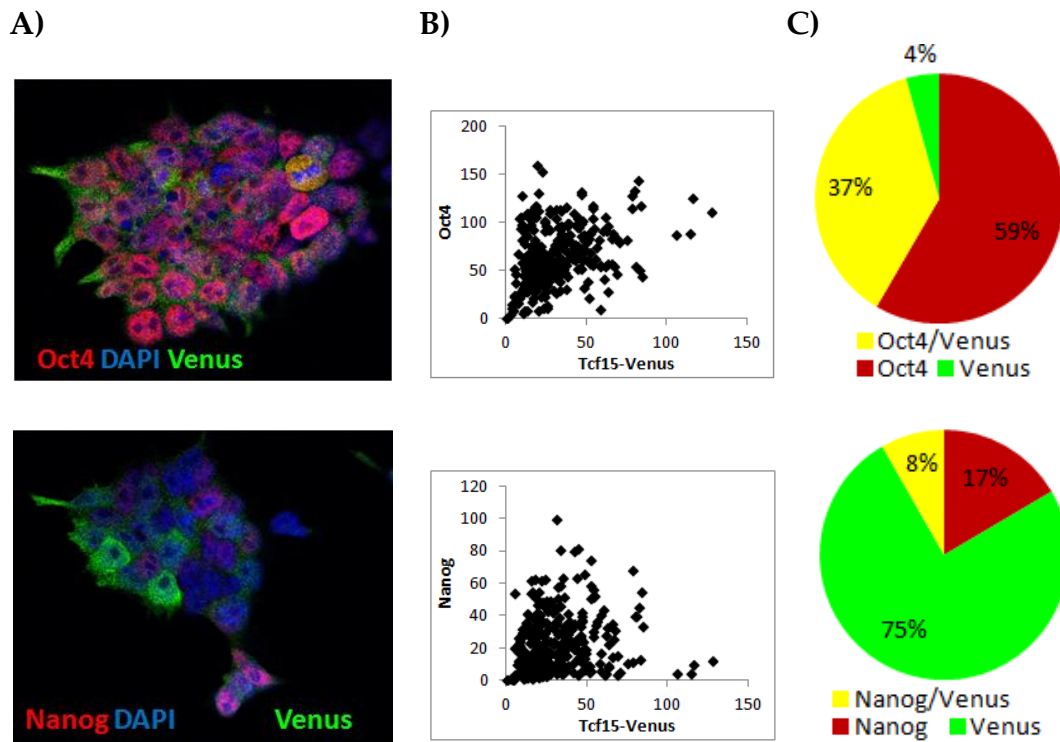 A)
B)
C)
Oct4 DAPI Venus
Oct4
200
150
100
50
0
0 50 100 150
Tcf15-Venus
4%
37%
59%
Oct4/Venus
Oct4 Venus
Nanog DAPI Venus
Nanog
120
100
80
60
40
20
0
0 50 100 150
Tcf15-Venus
8%
17%
75%
Nanog/Venus
Nanog Venus